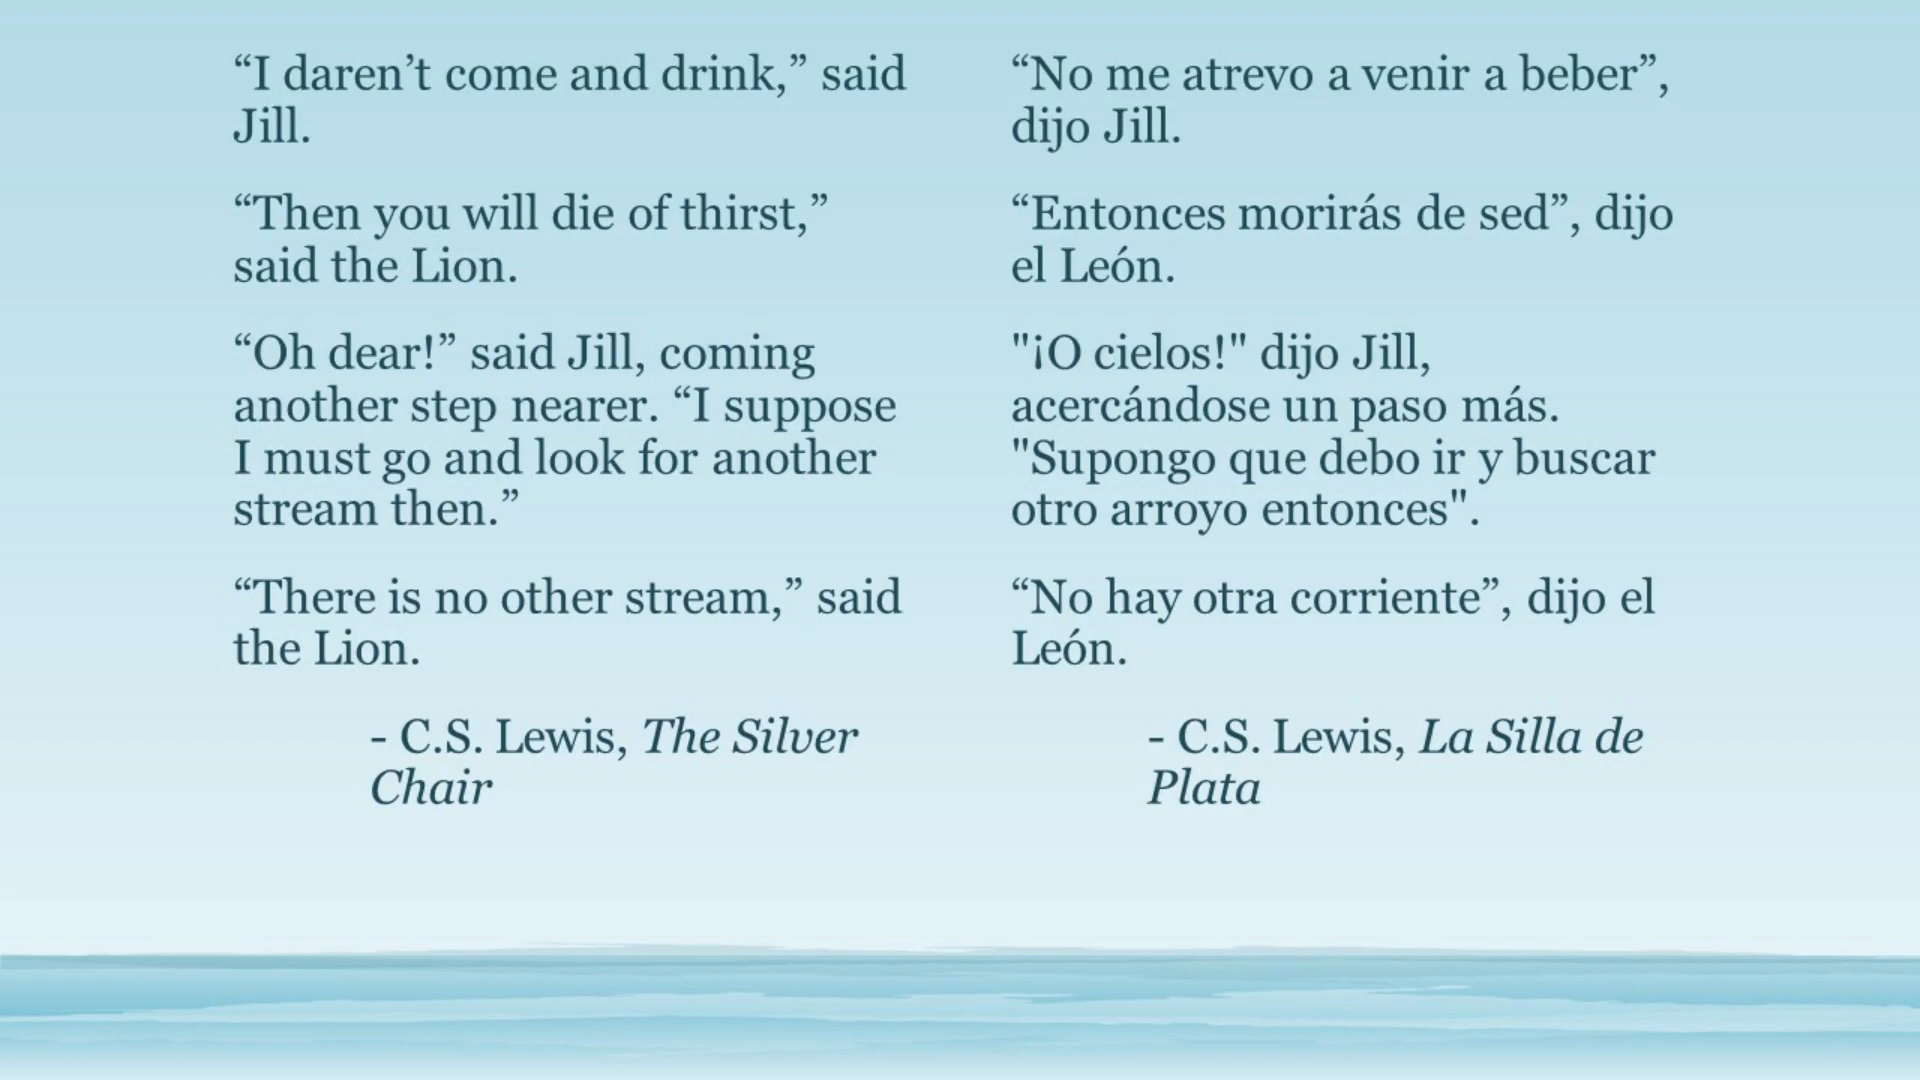 “I daren’t come and drink,” said
Jill.
“Then you will die of thirst,”
said the Lion.
“Oh dear!” said Jill, coming
another step nearer. “I suppose
I must go and look for another
stream then.”
“There is no other stream,” said
the Lion.
- C.S. Lewis, The Silver
Chair
“No me atrevo a venir a beber”,
dijo Jill.
“Entonces morirás de sed”, dijo
el León.
"¡O cielos!" dijo Jill,
acercándose un paso más.
"Supongo que debo ir y buscar
otro arroyo entonces".
“No hay otra corriente”, dijo el
León.
- C.S. Lewis, La Silla de
Plata